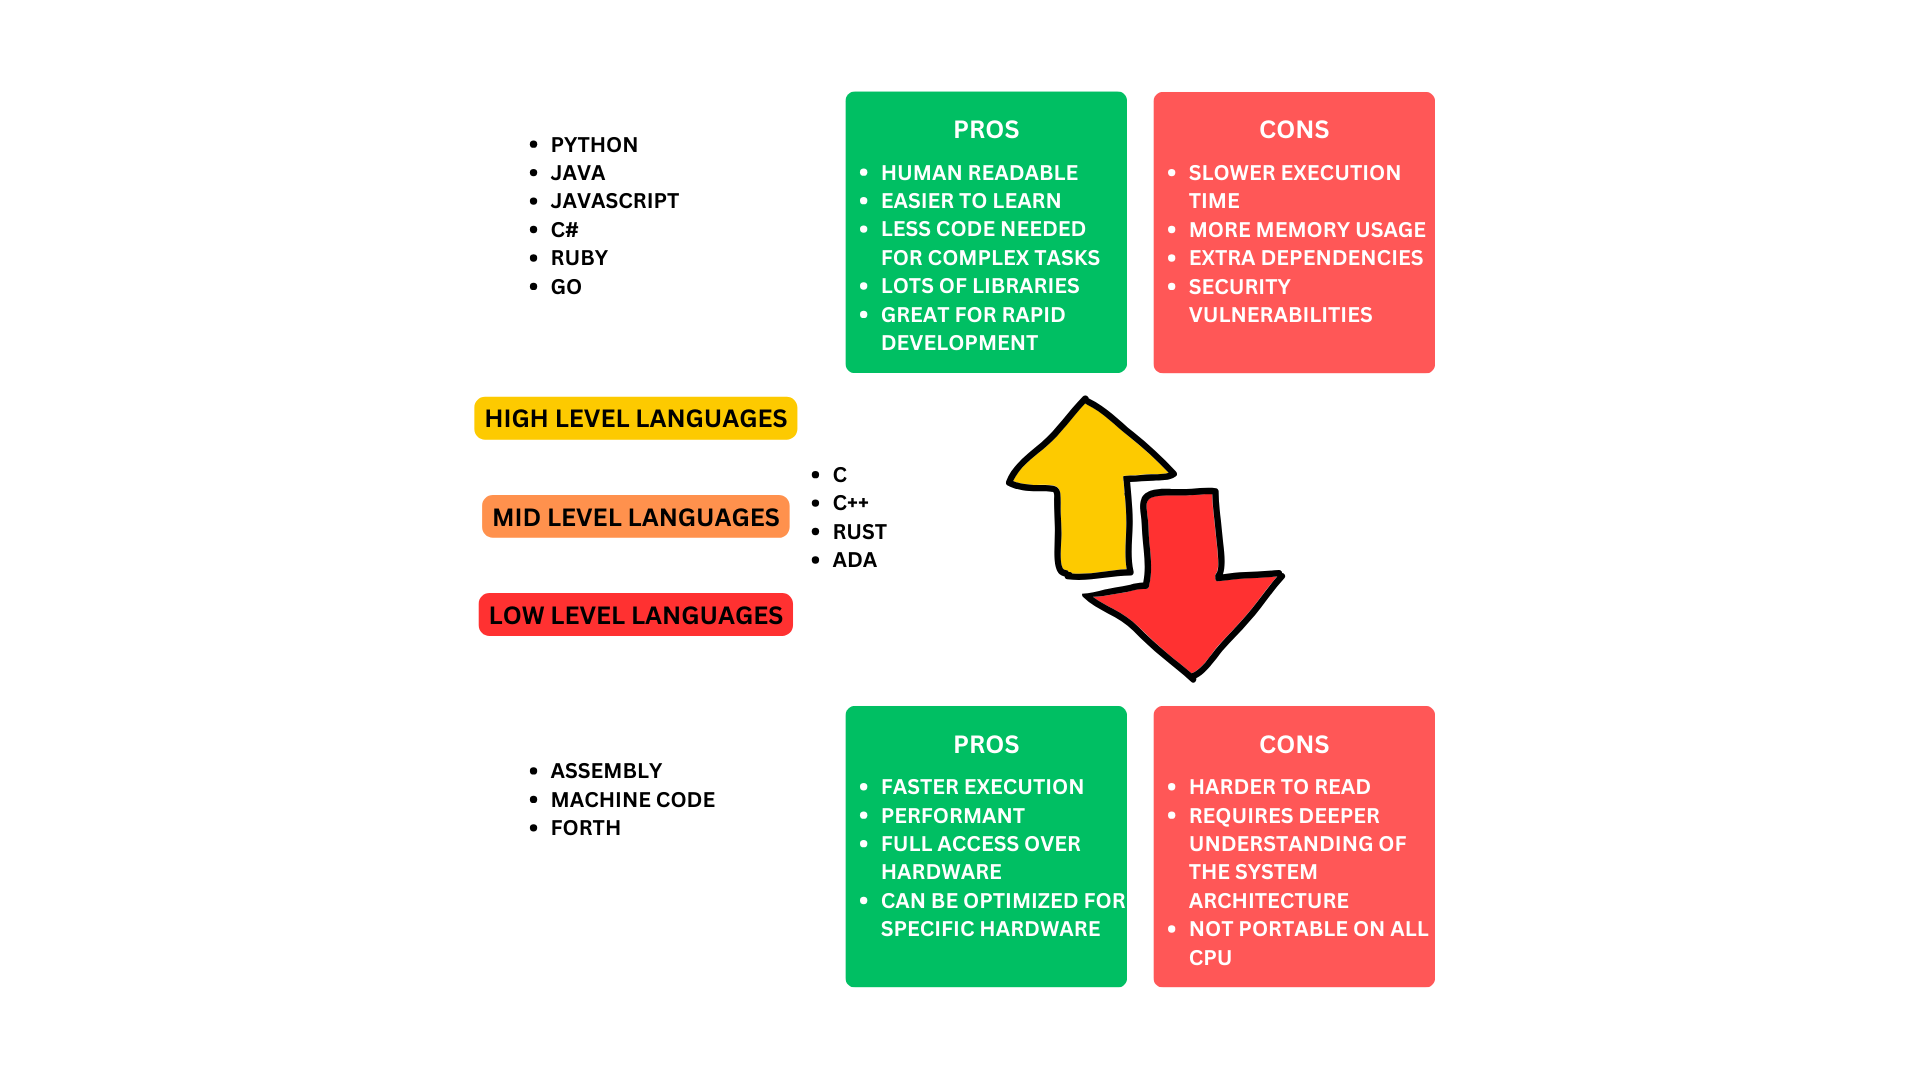 • PYTHON
• JAVA
• JAVASCRIPT
• C#
• RUBY
• GO
PROS
• HUMAN READABLE
• EASIER TO LEARN
• LESS CODE NEEDED
FOR COMPLEX TASKS
• LOTS OF LIBRARIES
• GREAT FOR RAPID
DEVELOPMENT
CONS
• SLOWER EXECUTION
TIME
• MORE MEMORY USAGE
• EXTRA DEPENDENCIES
• SECURITY
VULNERABILITIES
HIGH LEVEL LANGUAGES
MID LEVEL LANGUAGES
• C
• C++
• RUST
• ADA
LOW LEVEL LANGUAGES
• ASSEMBLY
• MACHINE CODE
• FORTH
PROS
• FASTER EXECUTION
• PERFORMANT
• FULL ACCESS OVER
HARDWARE
• CAN BE OPTIMIZED FOR
SPECIFIC HARDWARE
CONS
• HARDER TO READ
• REQUIRES DEEPER
UNDERSTANDING OF
THE SYSTEM
ARCHITECTURE
• NOT PORTABLE ON ALL
CPU